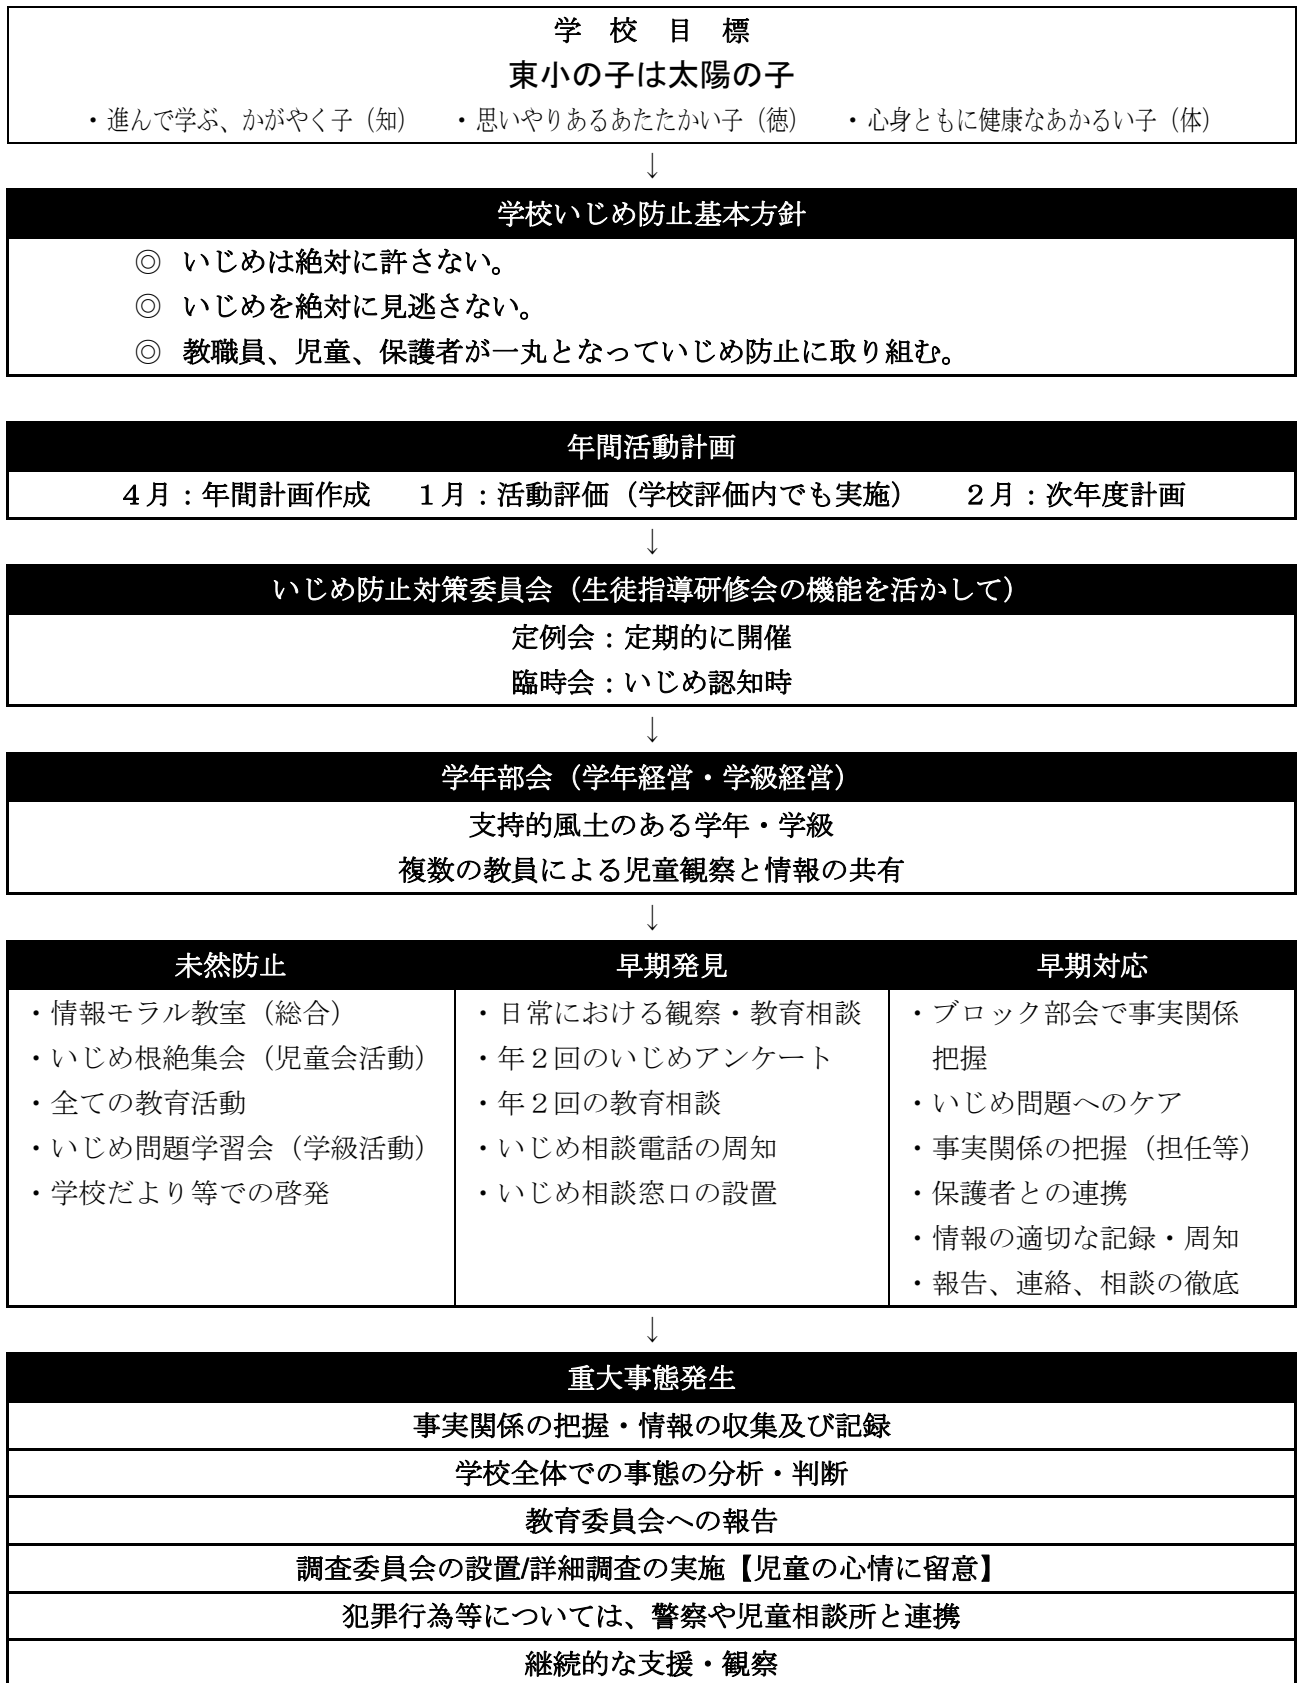 学　校　目　標
東小の子は太陽の子
・進んで学ぶ、かがやく子（知）　・思いやりあるあたたかい子（徳）　・心身ともに健康なあかるい子（体）
↓
学校いじめ防止基本方針
◎　いじめは絶対に許さない。
◎　いじめを絶対に見逃さない。
◎　教職員、児童、保護者が一丸となっていじめ防止に取り組む。
年間活動計画
４月：年間計画作成　１月：活動評価（学校評価内でも実施）　２月：次年度計画
↓
いじめ防止対策委員会（生徒指導研修会の機能を活かして）
定例会：定期的に開催
臨時会：いじめ認知時
↓
学年部会（学年経営・学級経営）
支持的風土のある学年・学級
複数の教員による児童観察と情報の共有
↓
未然防止
・情報モラル教室（総合）
・いじめ根絶集会（児童会活動）
・全ての教育活動
・いじめ問題学習会（学級活動）
・学校だより等での啓発
早期発見
・日常における観察・教育相談
・年２回のいじめアンケート
・年２回の教育相談
・いじめ相談電話の周知
・いじめ相談窓口の設置
早期対応
・ブロック部会で事実関係
把握
・いじめ問題へのケア
・事実関係の把握（担任等）
・保護者との連携
・情報の適切な記録・周知
・報告、連絡、相談の徹底
↓
重大事態発生
事実関係の把握・情報の収集及び記録
学校全体での事態の分析・判断
教育委員会への報告
調査委員会の設置/詳細調査の実施【児童の心情に留意】
犯罪行為等については、警察や児童相談所と連携
継続的な支援・観察